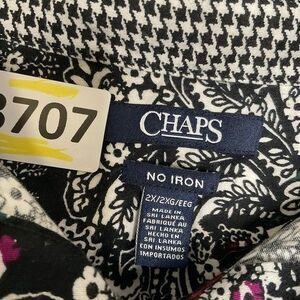 3707
CHAPS
NO IRON
2X/2XG/EEG
MADE IN
SRI LANKA
FABRIQUÉ AU
SRI LANKA
HECHO EN
SRI LANKA
CON INSUMOS
IMPORTADOS